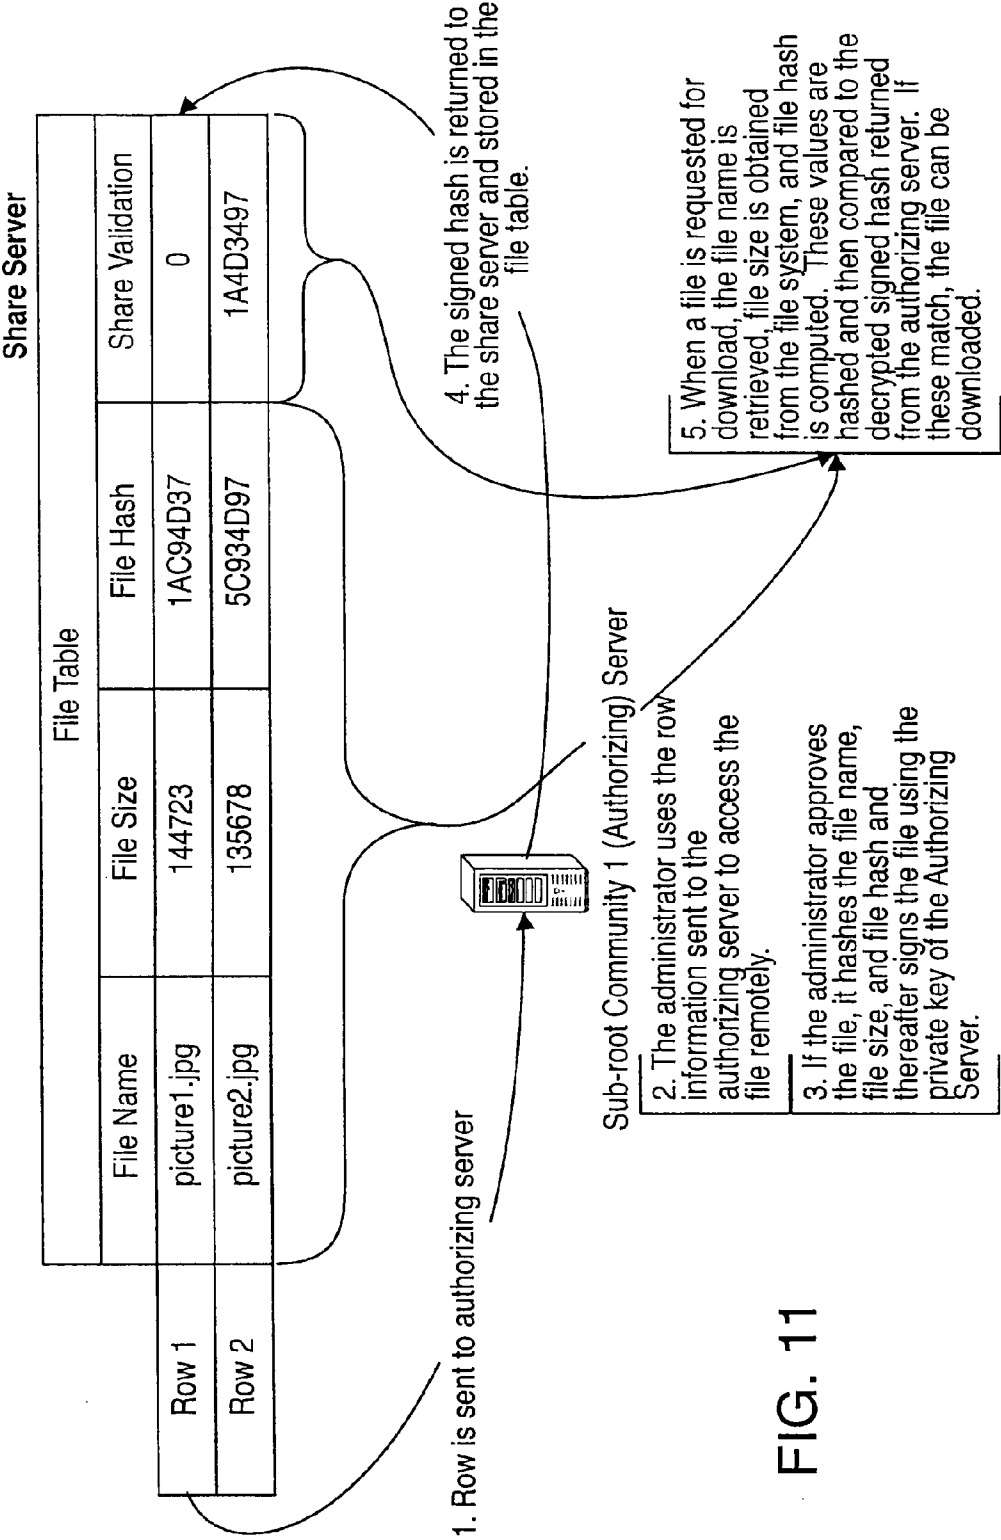 Share Server
File Table
File Name File Size File Hash Share Validation
Row 1 picture1.jpg 144723 1AC94D37 0
Row 2 picture2.jpg 135678 5C934D97 1A4D3497
1. Row is sent to authorizing server
4. The signed hash is returned to
the share server and stored in the
file table.
Sub-root Community 1 (Authorizing) Server
2. The administrator uses the row
information sent to the
authorizing server to access the
file remotely.
3. If the administrator approves
the file, it hashes the file name,
file size, and file hash and
thereafter signs the file using the
private key of the Authorizing
Server.
5. When a file is requested for
download, the file name is
retrieved, file size is obtained
from the file system, and file hash
is computed. These values are
hashed and then compared to the
decrypted signed hash returned
from the authorizing server. If
these match, the file can be
downloaded.
FIG. 11